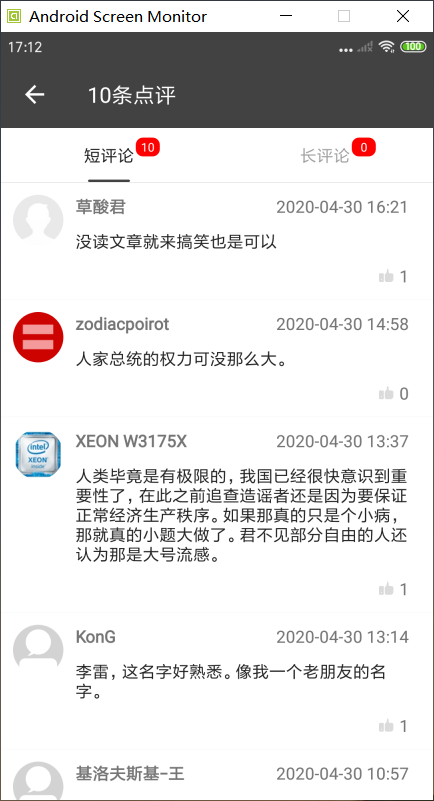 Android Screen Monitor
17:12
100
10条点评
短评论 10
长评论 0
草酸君 2020-04-30 16:21
没读文章就来搞笑也是可以
1
zodiacpoirot 2020-04-30 14:58
人家总统的权力可没那么大。
0
intel
XEON
inside
XEON W3175X 2020-04-30 13:37
人类毕竟是有极限的，我国已经很快意识到重
要性了，在此之前追查造谣者还是因为要保证
正常经济生产秩序。如果那真的只是个小病，
那就真的小题大做了。君不见部分自由的人还
认为那是大号流感。
1
KonG 2020-04-30 13:14
李雷，这名字好熟悉。像我一个老朋友的名
字。
1
基洛夫斯基-王 2020-04-30 10:57